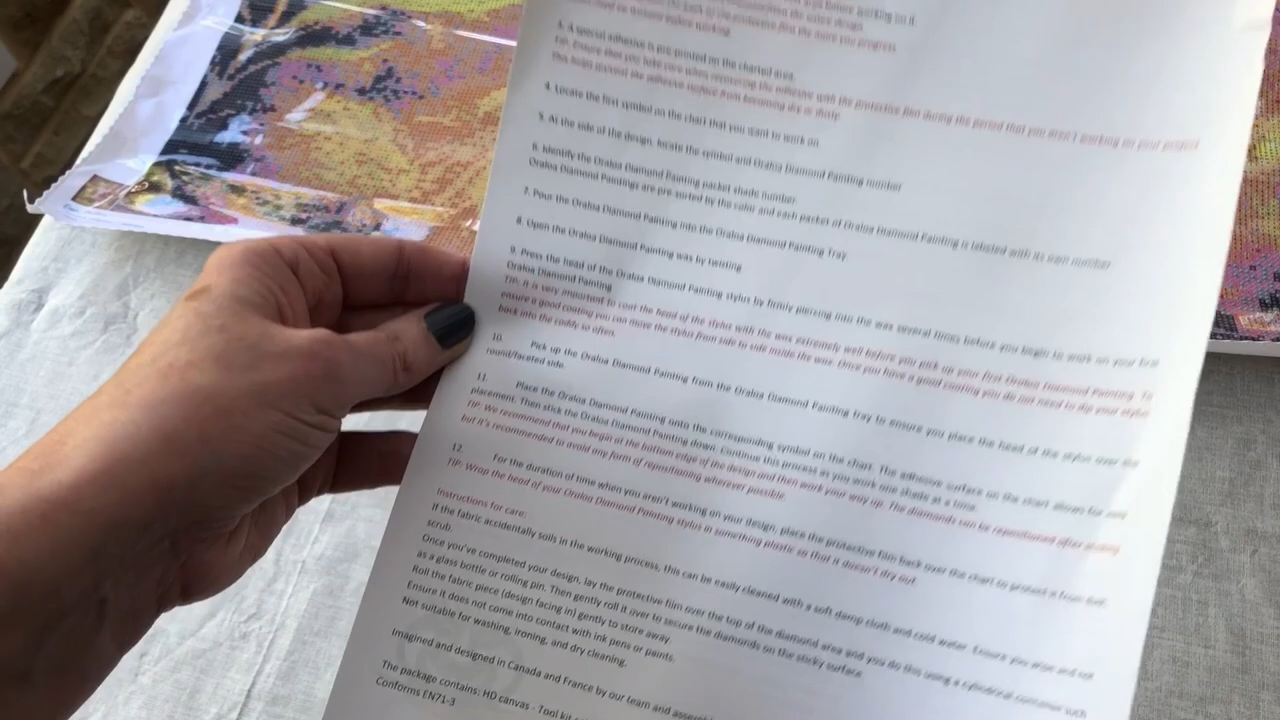 before working on it.
3. A special adhesive is pre-printed on the charted area.
TIP: Ensure that you take care when recovering the adhesive with the protective film during the period that you aren't working on your project
This helps prevent the adhesive surface from becoming dry or dusty
4. Locate the first symbol on the chart that you want to work on
5. At the side of the design, locate the symbol and Oraloa Diamond Painting number
6. Identify the Oraloa Diamond Painting packet shade number.
Oraloa Diamond Paintings are pre-sorted by the color and each packet of Oraloa Diamond Painting is labeled with its own number
7. Pour the Oraloa Diamond Painting into the Oraloa Diamond Painting Tray
8. Open the Oraloa Diamond Painting wax by twisting
9. Press the head of the Oraloa Diamond Painting stylus by firmly piercing into the wax several times before you begin to work on your first
Oraloa Diamond Painting
TIP: It is very important to coat the head of the stylus with the wax extremely well before you pick up your first Oraloa Diamond Painting. To
ensure a good coating you can move the stylus from side to side inside the wax. Once you have a good coating you do not need to dip your stylus
back into the caddy so often.
10. Pick up the Oraloa Diamond Painting from the Oraloa Diamond Painting tray to ensure you place the head of the stylus over the
round/faceted side.
11. Place the Oraloa Diamond Painting onto the corresponding symbol on the chart. The adhesive surface on the chart allows for easy
placement. Then stick the Oraloa Diamond Painting down. Continue this process as you work one shade at a time.
TIP: We recommend that you begin at the bottom edge of the design and then work your way up. The diamonds can be repositioned after
but it's recommended to avoid any form of repositioning wherever possible.
12. For the duration of time when you aren't working on your design, place the protective film back over the chart to protect it from dust
TIP: Wrap the head of your Oraloa Diamond Painting stylus in something plastic so that it doesn't dry out.
Instructions for care:
If the fabric accidentally soils in the working process, this can be easily cleaned with a soft damp cloth and cold water. Ensure you wipe and not
scrub.
Once you've completed your design, lay the protective film over the top of the diamond area and you do this using a cylindrical container such
as a glass bottle or rolling pin. Then gently roll it over to secure the diamonds on the sticky surface
Roll the fabric piece (design facing in) gently to store away
Ensure it does not come into contact with ink pens or paints.
Not suitable for washing, ironing, and dry cleaning.
Imagined and designed in Canada and France by our team and
The package contains: HD canvas - Tool kit
Conforms EN71-3